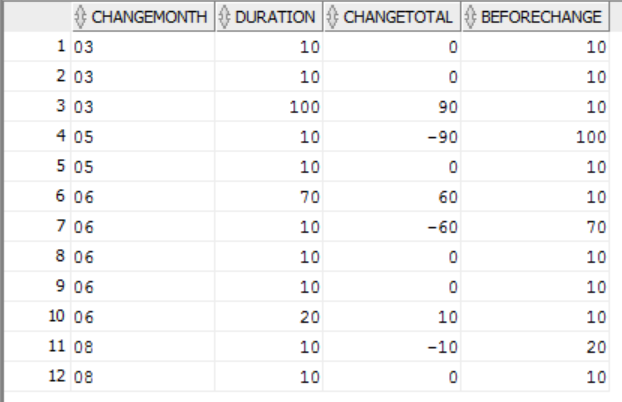 CHANGEMONTH DURATION CHANGETOTAL BEFORECHANGE
1 03 10 0 10
2 03 10 0 10
3 03 100 90 10
4 05 10 -90 100
5 05 10 0 10
6 06 70 60 10
7 06 10 -60 70
8 06 10 0 10
9 06 10 0 10
10 06 20 10 10
11 08 10 -10 20
12 08 10 0 10